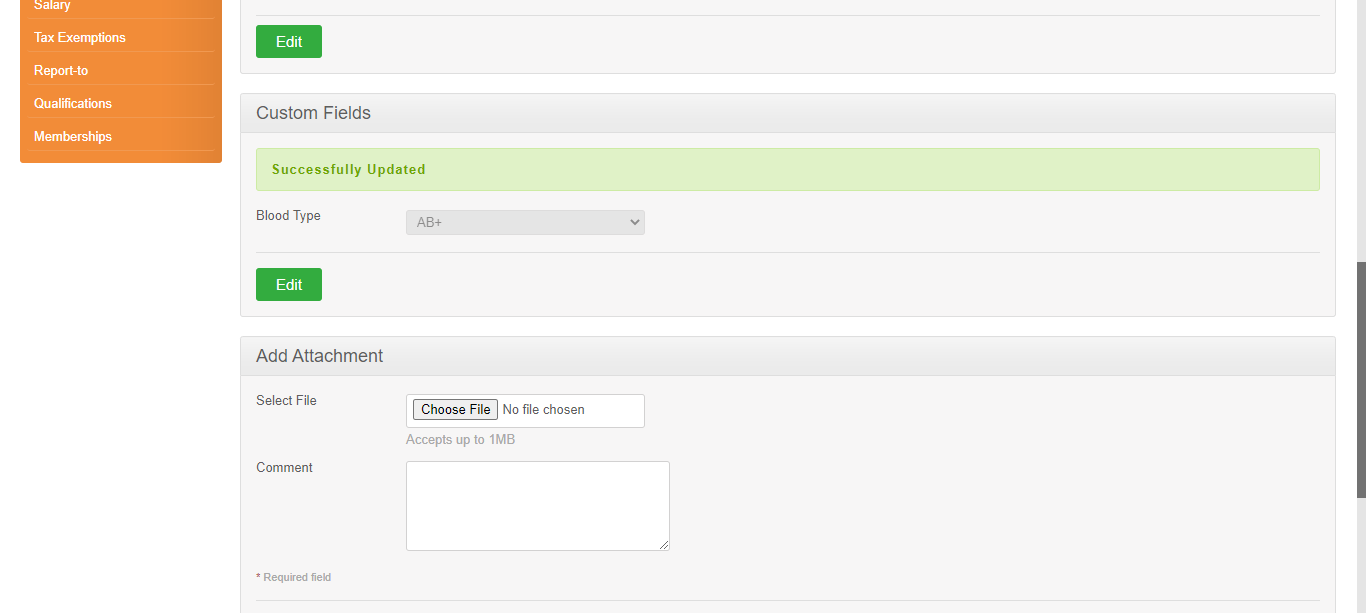 Salary
Tax Exemptions
Report-to
Qualifications
Memberships
Edit
Custom Fields
Successfully Updated
Blood Type
AB+
Edit
Add Attachment
Select File
Choose File No file chosen
Accepts up to 1MB
Comment
* Required field